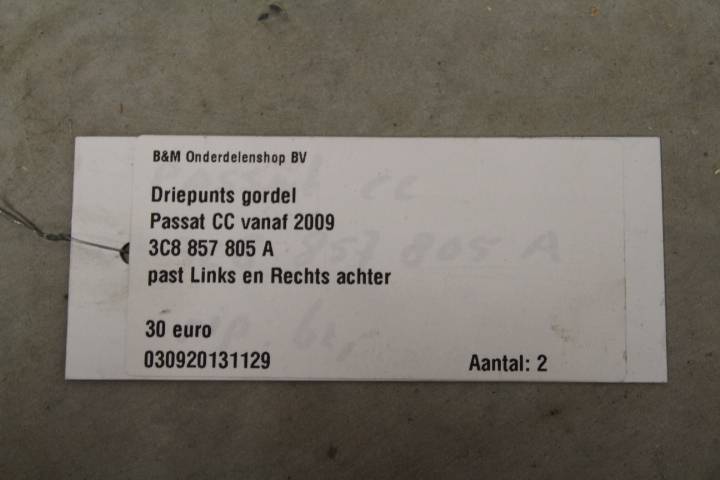 B&M Onderdelenshop BV
Driepunts gordel
Passat CC vanaf 2009
3C8 857 805 A
past Links en Rechts achter
30 euro
030920131129 Aantal: 2